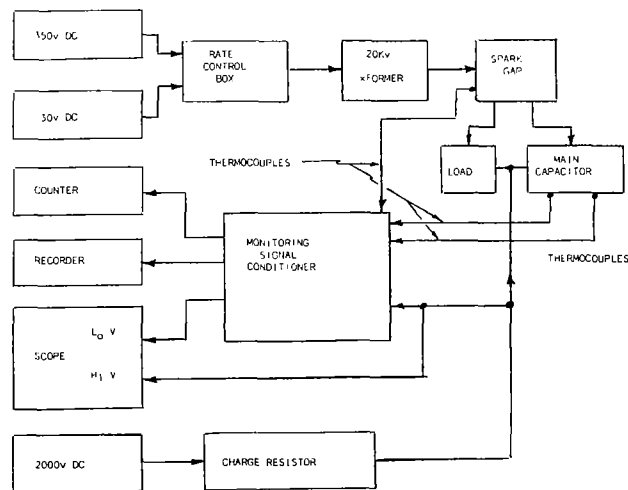 350v DC
RATE
CONTROL
BOX
20Kv
xFORMER
SPARK
GAP
30v DC
THERMOCOUPLES
LOAD
MAIN
CAPACITOR
COUNTER
MONITORING
SIGNAL
CONDITIONER
THERMOCOUPLES
RECORDER
SCOPE
Lo V
Hi V
2000v DC
CHARGE RESISTOR